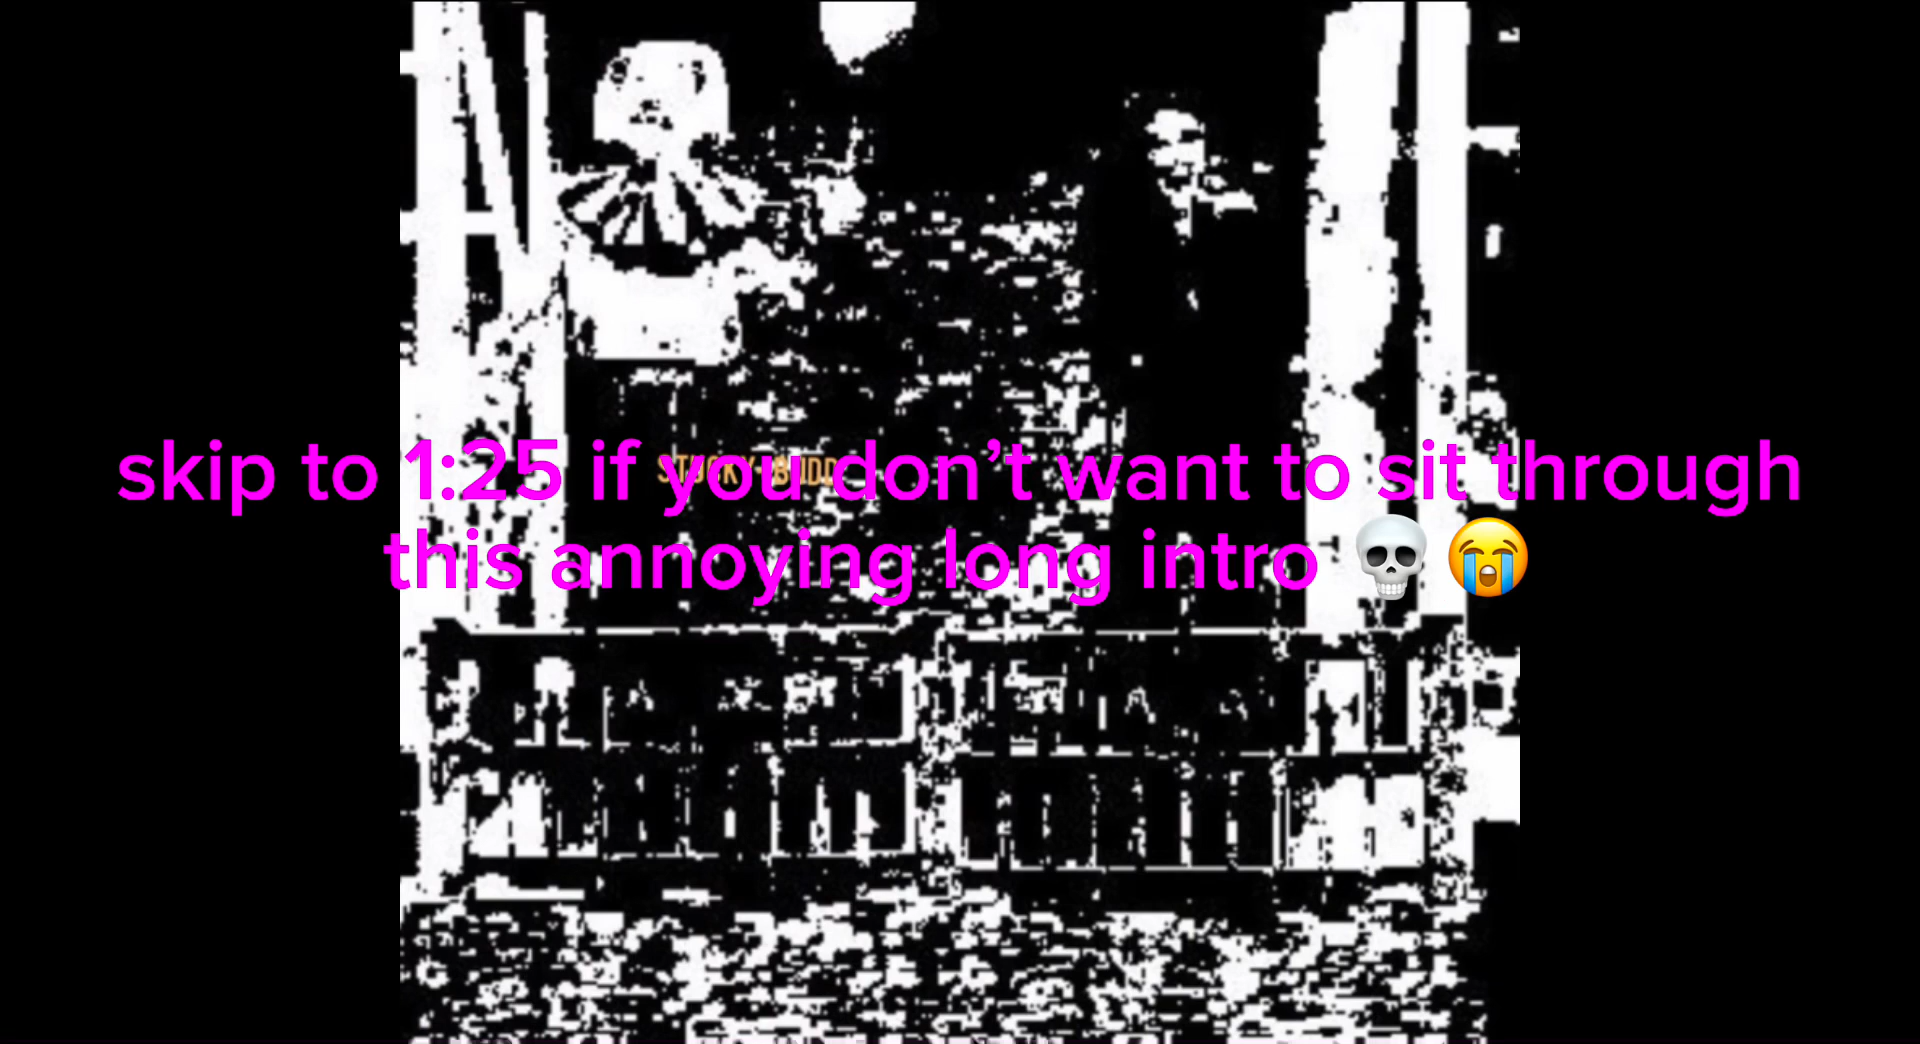 skip to 1:25 if you don’t want to sit through
this annoying long intro 💀😭